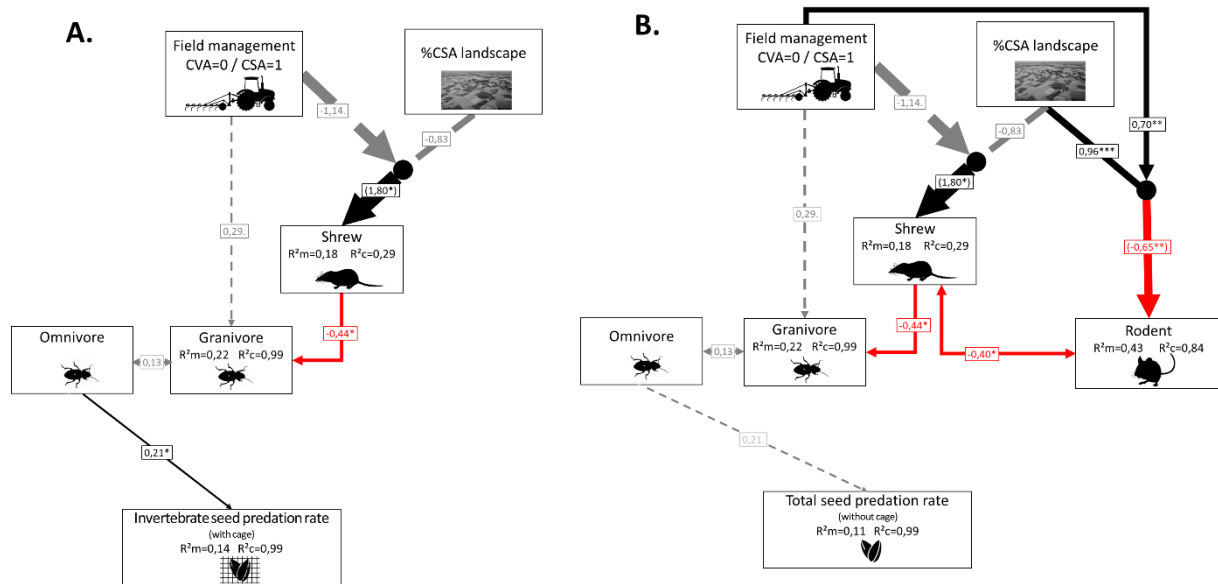 A.
Field management
CVA=0 / CSA=1
%CSA landscape
-1,14.
-0,83
(1,80*)
0,29.
Shrew
R²m=0,18 R²c=0,29
-0,44*
Omnivore
0,13
Granivore
R²m=0,22 R²c=0,99
0,21*
Invertebrate seed predation rate
(with cage)
R²m=0,14 R²c=0,99
B.
Field management
CVA=0 / CSA=1
%CSA landscape
-1,14.
-0,83
0,70**
0,96***
(1,80*)
0,29.
Shrew
R²m=0,18 R²c=0,29
(-0,65**)
-0,44*
-0,40*
Omnivore
0,13
Granivore
R²m=0,22 R²c=0,99
Rodent
R²m=0,43 R²c=0,84
0,21.
Total seed predation rate
(without cage)
R²m=0,11 R²c=0,99